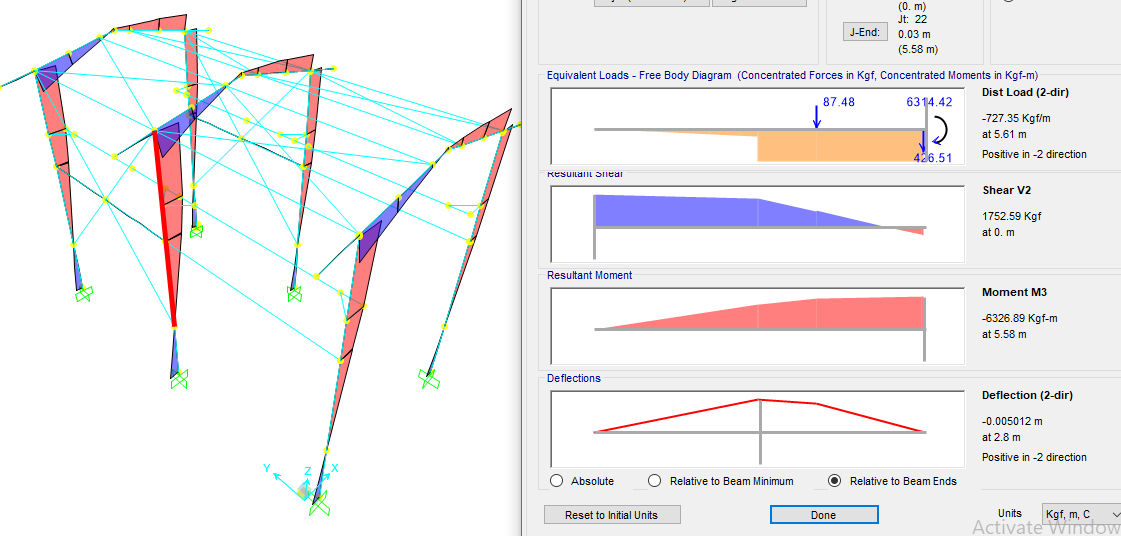 (0. m)
Jt: 22
J-End:
0.03 m
(5.58 m)
Equivalent Loads - Free Body Diagram (Concentrated Forces in Kgf, Concentrated Moments in Kgf-m)
87.48
6314.42
426.51
Dist Load (2-dir)
-727.35 Kgf/m
at 5.61 m
Positive in -2 direction
Resultant Shear
Shear V2
1752.59 Kgf
at 0. m
Resultant Moment
Moment M3
-6326.89 Kgf-m
at 5.58 m
Deflections
Deflection (2-dir)
-0.005012 m
at 2.8 m
Positive in -2 direction
Absolute
Relative to Beam Minimum
Relative to Beam Ends
Reset to Initial Units
Done
Units
Kgf, m, C
Activate Window
Y
Z
X